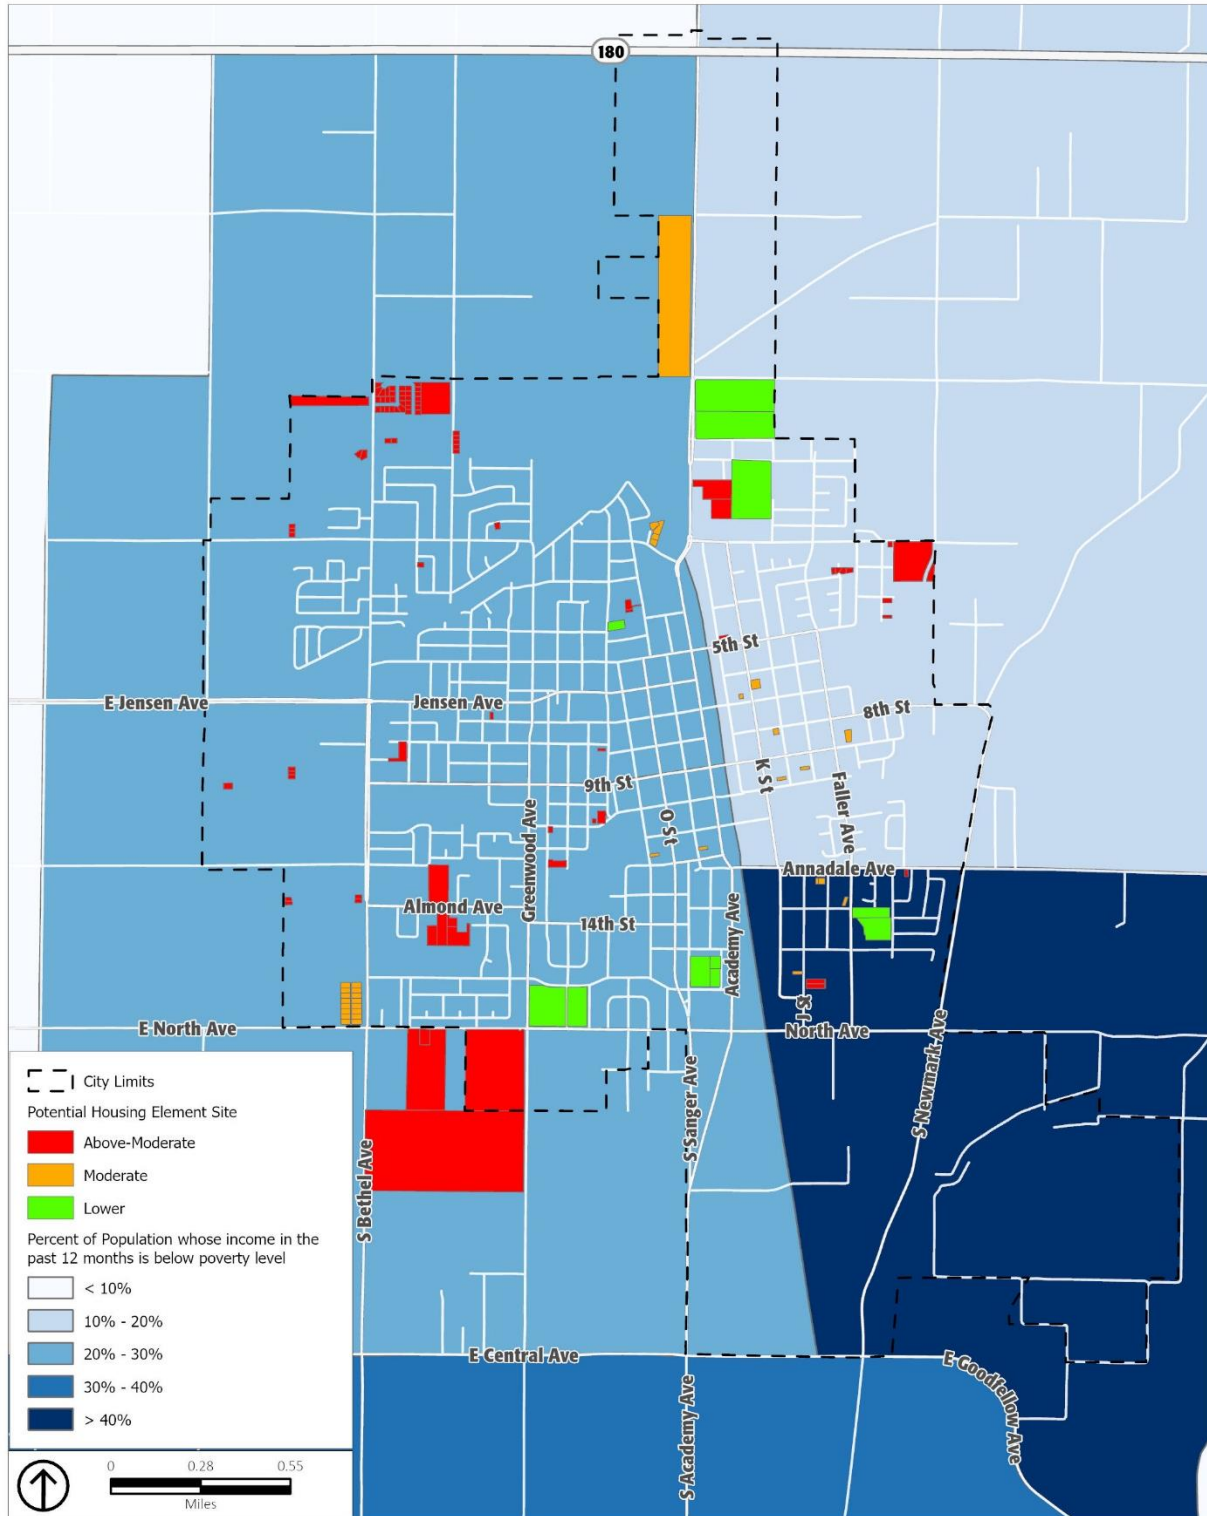 180
5th St
E Jensen Ave
Jensen Ave
8th St
9th St
K St
Faller Ave
O St
Greenwood Ave
Annadale Ave
Almond Ave
14th St
Academy Ave
J St
E North Ave
North Ave
S Newmark Ave
S Sanger Ave
S Bethel Ave
E Central Ave
E Goodfellow Ave
S Academy Ave
City Limits
Potential Housing Element Site
Above-Moderate
Moderate
Lower
Percent of Population whose income in the
past 12 months is below poverty level
< 10%
10% - 20%
20% - 30%
30% - 40%
> 40%
0 0.28 0.55
Miles